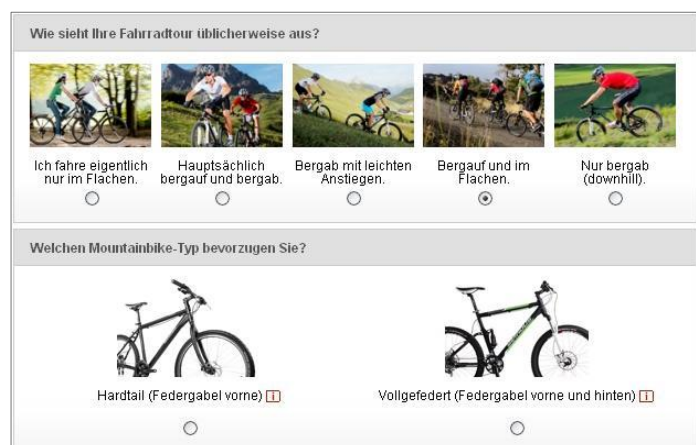 Wie sieht Ihre Fahrradtour üblicherweise aus?
Ich fahre eigentlich
nur im Flachen.
Hauptsächlich
bergauf und bergab.
Bergab mit leichten
Anstiegen.
Bergauf und im
Flachen.
Nur bergab
(downhill).
Welchen Mountainbike-Typ bevorzugen Sie?
Hardtail (Federgabel vorne) i
Vollgefedert (Federgabel vorne und hinten) i